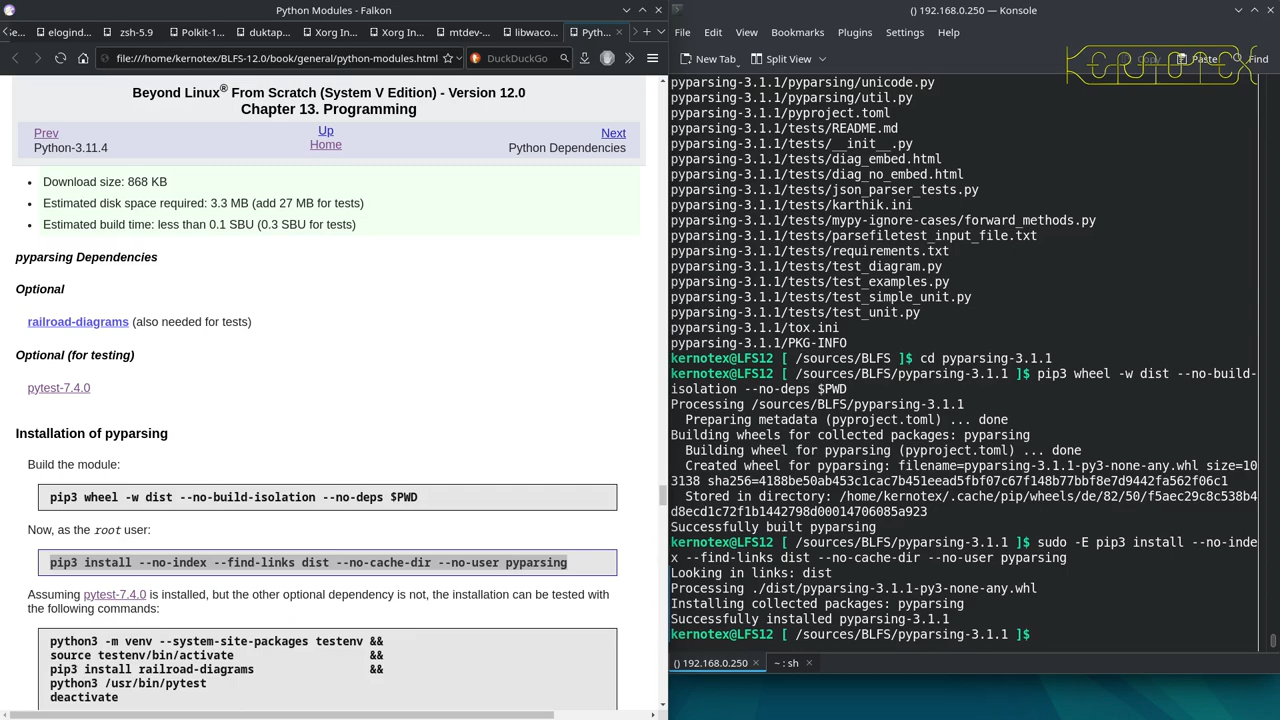 Python Modules - Falkon
Se...
elogind...
zsh-5.9
Polkit-1...
duktap...
Xorg In...
Xorg In...
mtdev-...
libwaco...
Pyth...
file:///home/kernotex/BLFS-12.0/book/general/python-modules.html
DuckDuckGo
Beyond Linux® From Scratch (System V Edition) - Version 12.0
Chapter 13. Programming
Prev
Up
Next
Python-3.11.4
Home
Python Dependencies
• Download size: 868 KB
• Estimated disk space required: 3.3 MB (add 27 MB for tests)
• Estimated build time: less than 0.1 SBU (0.3 SBU for tests)
pyparsing Dependencies
Optional
railroad-diagrams (also needed for tests)
Optional (for testing)
pytest-7.4.0
Installation of pyparsing
Build the module:
pip3 wheel -w dist --no-build-isolation --no-deps $PWD
Now, as the root user:
pip3 install --no-index --find-links dist --no-cache-dir --no-user pyparsing
Assuming pytest-7.4.0 is installed, but the other optional dependency is not, the installation can be tested with
the following commands:
python3 -m venv --system-site-packages testenv &&
source testenv/bin/activate &&
pip3 install railroad-diagrams &&
python3 /usr/bin/pytest
deactivate
() 192.168.0.250 — Konsole
File Edit View Bookmarks Plugins Settings Help
New Tab Split View Copy Paste Find
Kernotex
pyparsing-3.1.1/pyparsing/unicode.py
pyparsing-3.1.1/pyparsing/util.py
pyparsing-3.1.1/pyproject.toml
pyparsing-3.1.1/tests/README.md
pyparsing-3.1.1/tests/__init__.py
pyparsing-3.1.1/tests/diag_embed.html
pyparsing-3.1.1/tests/diag_no_embed.html
pyparsing-3.1.1/tests/json_parser_tests.py
pyparsing-3.1.1/tests/karthik.ini
pyparsing-3.1.1/tests/mypy-ignore-cases/forward_methods.py
pyparsing-3.1.1/tests/parsefiletest_input_file.txt
pyparsing-3.1.1/tests/requirements.txt
pyparsing-3.1.1/tests/test_diagram.py
pyparsing-3.1.1/tests/test_examples.py
pyparsing-3.1.1/tests/test_simple_unit.py
pyparsing-3.1.1/tests/test_unit.py
pyparsing-3.1.1/tox.ini
pyparsing-3.1.1/PKG-INFO
kernotex@LFS12 [ /sources/BLFS ]$ cd pyparsing-3.1.1
kernotex@LFS12 [ /sources/BLFS/pyparsing-3.1.1 ]$ pip3 wheel -w dist --no-build-
isolation --no-deps $PWD
Processing /sources/BLFS/pyparsing-3.1.1
Preparing metadata (pyproject.toml) ... done
Building wheels for collected packages: pyparsing
Building wheel for pyparsing (pyproject.toml) ... done
Created wheel for pyparsing: filename=pyparsing-3.1.1-py3-none-any.whl size=10
3138 sha256=4188be50ab453c1cac7b451eead5fbf07c67f148b77bbf8e7d9442fa562f06c1
Stored in directory: /home/kernotex/.cache/pip/wheels/de/82/50/f5aec29c8c538b4
d8ecd1c72f1b1442798d00014706085a923
Successfully built pyparsing
kernotex@LFS12 [ /sources/BLFS/pyparsing-3.1.1 ]$ sudo -E pip3 install --no-inde
x --find-links dist --no-cache-dir --no-user pyparsing
Looking in links: dist
Processing ./dist/pyparsing-3.1.1-py3-none-any.whl
Installing collected packages: pyparsing
Successfully installed pyparsing-3.1.1
kernotex@LFS12 [ /sources/BLFS/pyparsing-3.1.1 ]$
() 192.168.0.250
~ : sh